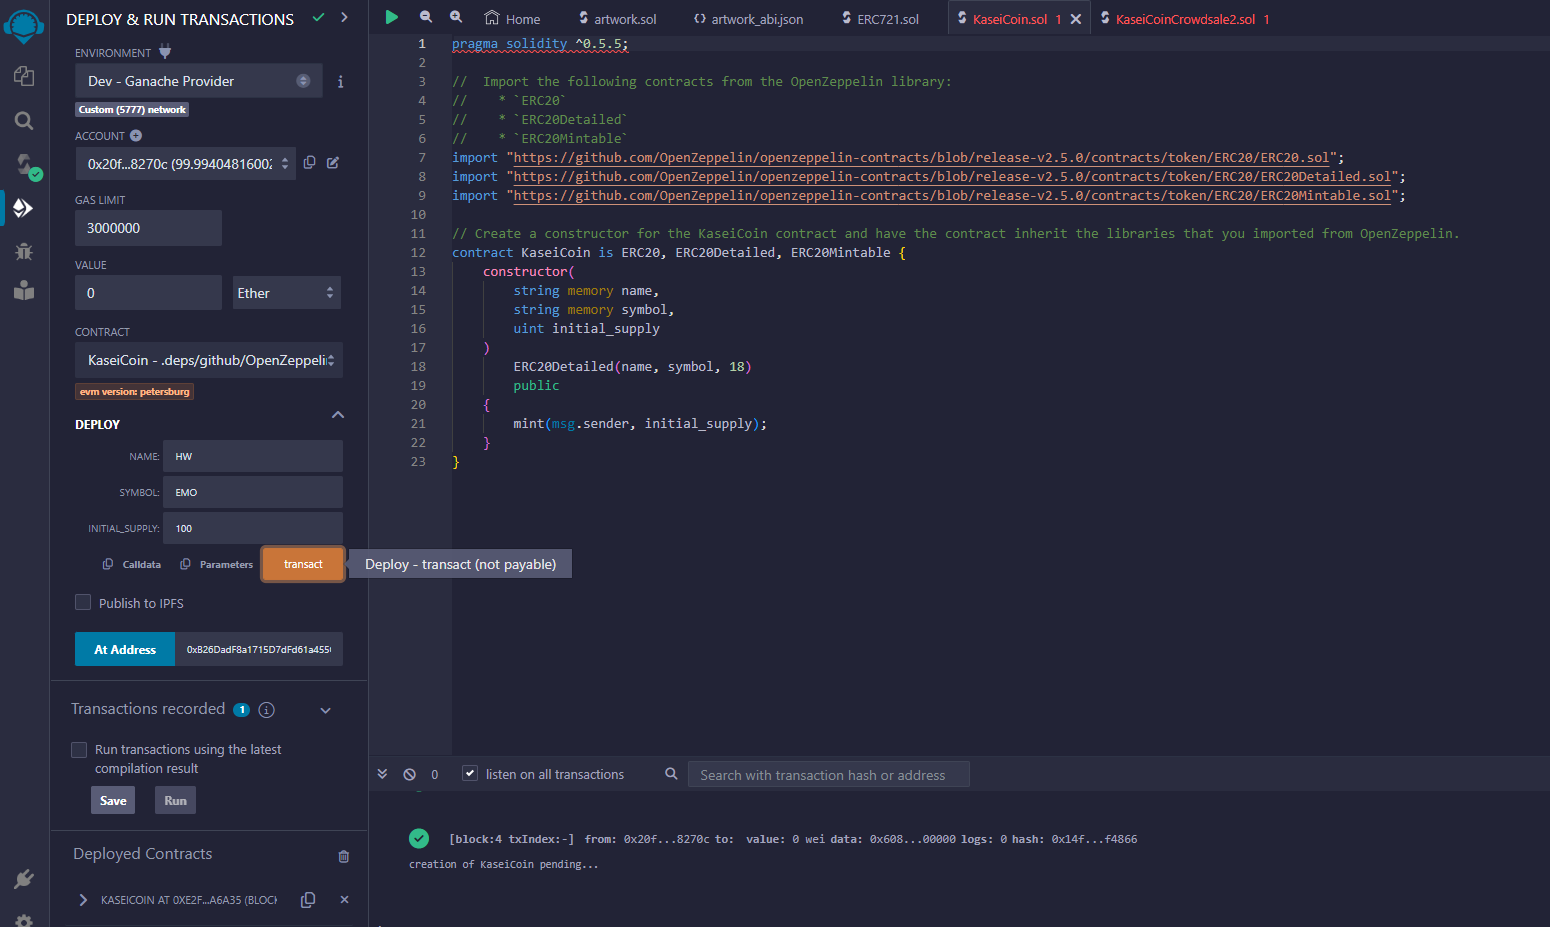 DEPLOY & RUN TRANSACTIONS
ENVIRONMENT
Dev - Ganache Provider
Custom (5777) network
ACCOUNT
0x20f...8270c (99.99404816002
GAS LIMIT
3000000
VALUE
0
Ether
CONTRACT
KaseiCoin - .deps/github/OpenZeppeli
evm version: petersburg
DEPLOY
NAME: HW
SYMBOL: EMO
INITIAL_SUPPLY: 100
Calldata Parameters transact
Deploy - transact (not payable)
Publish to IPFS
At Address 0xB26DadF8a1715D7dFd61a455
Transactions recorded 1 i
Run transactions using the latest
compilation result
Save Run
Deployed Contracts
KASEICOIN AT 0XE2F...A6A35 (BLOCK
Home artwork.sol artwork_abi.json ERC721.sol KaseiCoin.sol 1 KaseiCoinCrowdsale2.sol 1
1 pragma solidity ^0.5.5;
2
3 //  Import the following contracts from the OpenZeppelin library:
4 //    * `ERC20`
5 //    * `ERC20Detailed`
6 //    * `ERC20Mintable`
7 import "https://github.com/OpenZeppelin/openzeppelin-contracts/blob/release-v2.5.0/contracts/token/ERC20/ERC20.sol";
8 import "https://github.com/OpenZeppelin/openzeppelin-contracts/blob/release-v2.5.0/contracts/token/ERC20/ERC20Detailed.sol";
9 import "https://github.com/OpenZeppelin/openzeppelin-contracts/blob/release-v2.5.0/contracts/token/ERC20/ERC20Mintable.sol";
10
11 // Create a constructor for the KaseiCoin contract and have the contract inherit the libraries that you imported from OpenZeppelin.
12 contract KaseiCoin is ERC20, ERC20Detailed, ERC20Mintable {
13     constructor(
14         string memory name,
15         string memory symbol,
16         uint initial_supply
17     )
18         ERC20Detailed(name, symbol, 18)
19         public
20     {
21         mint(msg.sender, initial_supply);
22     }
23 }
0 listen on all transactions Search with transaction hash or address
[block:4 txIndex:-] from: 0x20f...8270c to: value: 0 wei data: 0x608...00000 logs: 0 hash: 0x14f...f4866
creation of KaseiCoin pending...